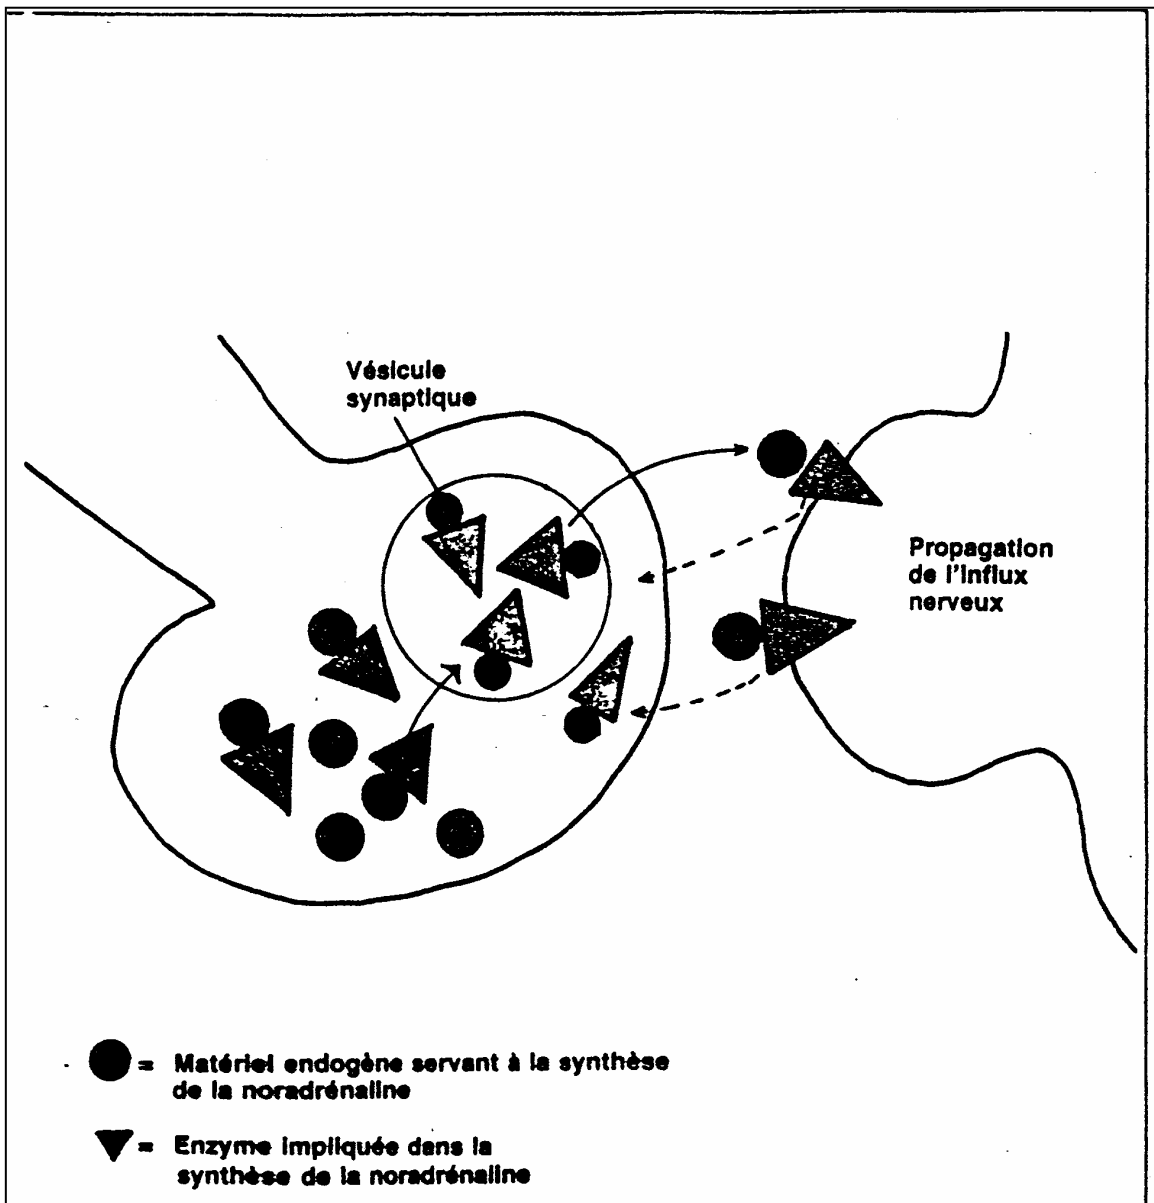 Vésicule
synaptique
Propagation
de l'influx
nerveux
= Matériel endogène servant à la synthèse
de la noradrénaline
= Enzyme impliquée dans la
synthèse de la noradrénaline